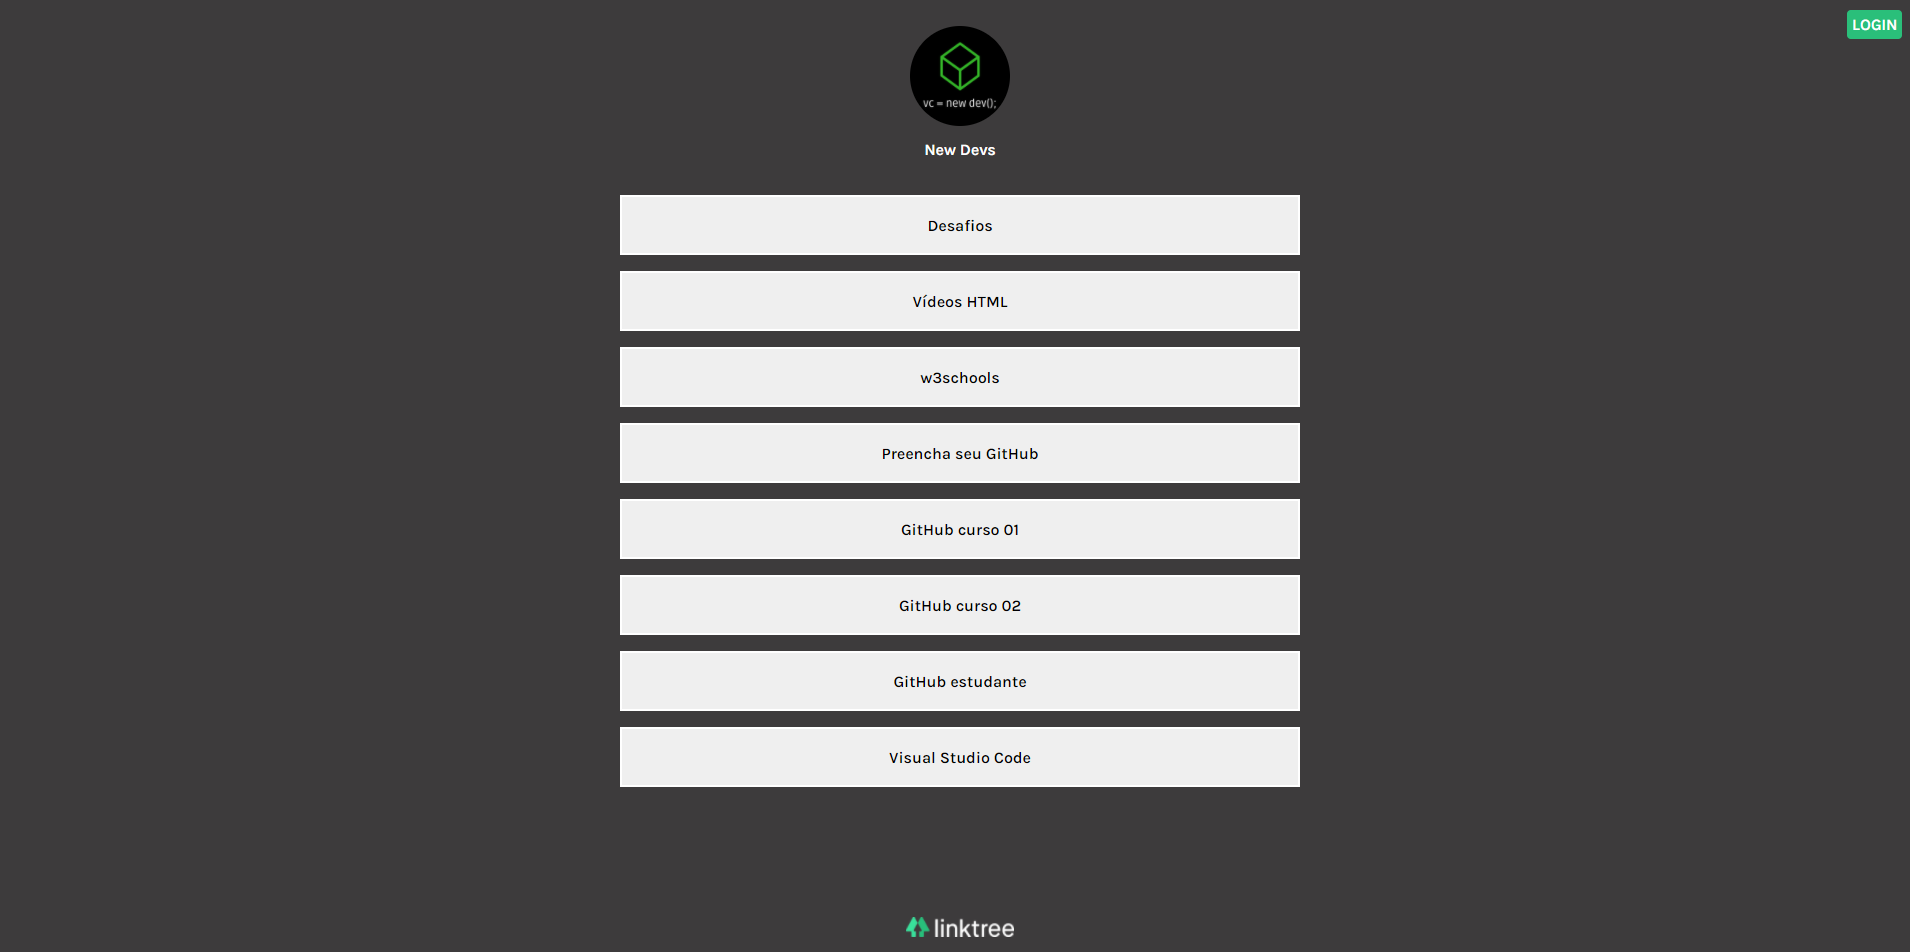 LOGIN
vc = new dev();
New Devs
Desafios
Vídeos HTML
w3schools
Preencha seu GitHub
GitHub curso 01
GitHub curso 02
GitHub estudante
Visual Studio Code
linktree